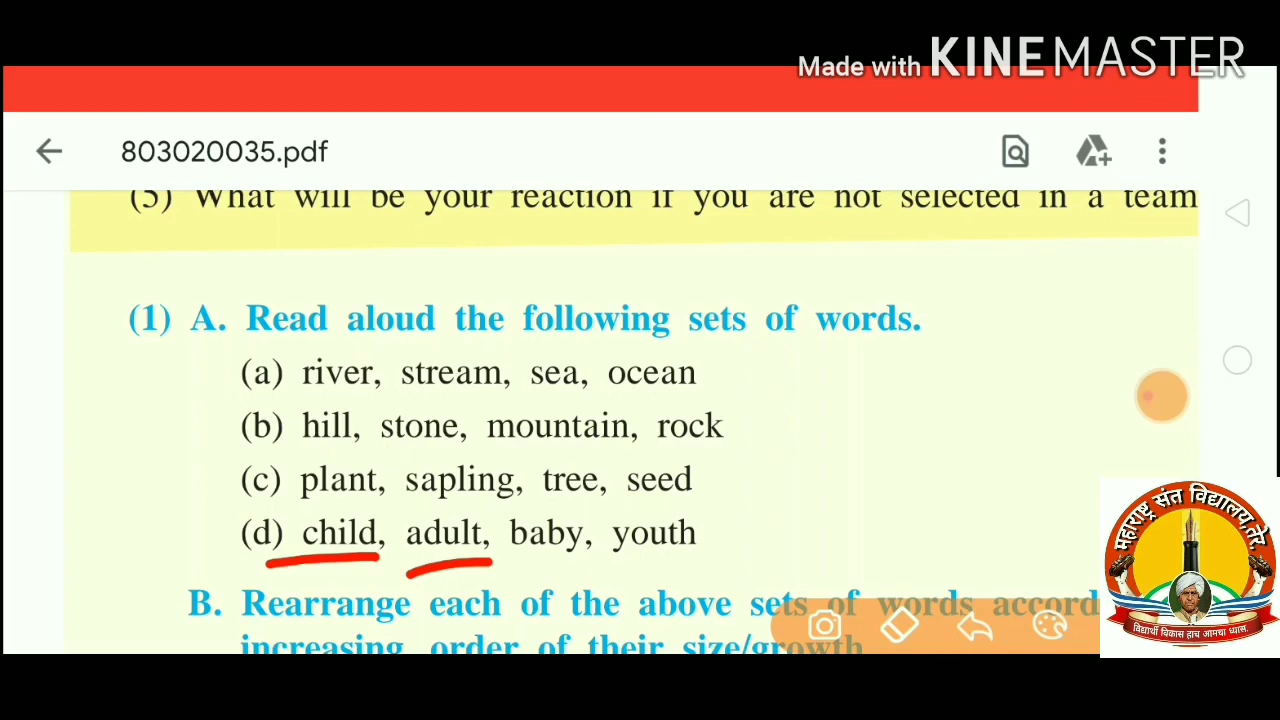 Made with KINEMASTER
803020035.pdf
(5) What will be your reaction if you are not selected in a team
(1) A. Read aloud the following sets of words.
(a) river, stream, sea, ocean
(b) hill, stone, mountain, rock
(c) plant, sapling, tree, seed
(d) child, adult, baby, youth
B. Rearrange each of the above sets of words accord
increasing order of their size/growth
महाराष्ट्र संत विद्यालय,तेर.
विद्यार्थी विकास हाच आमचा ध्यास.